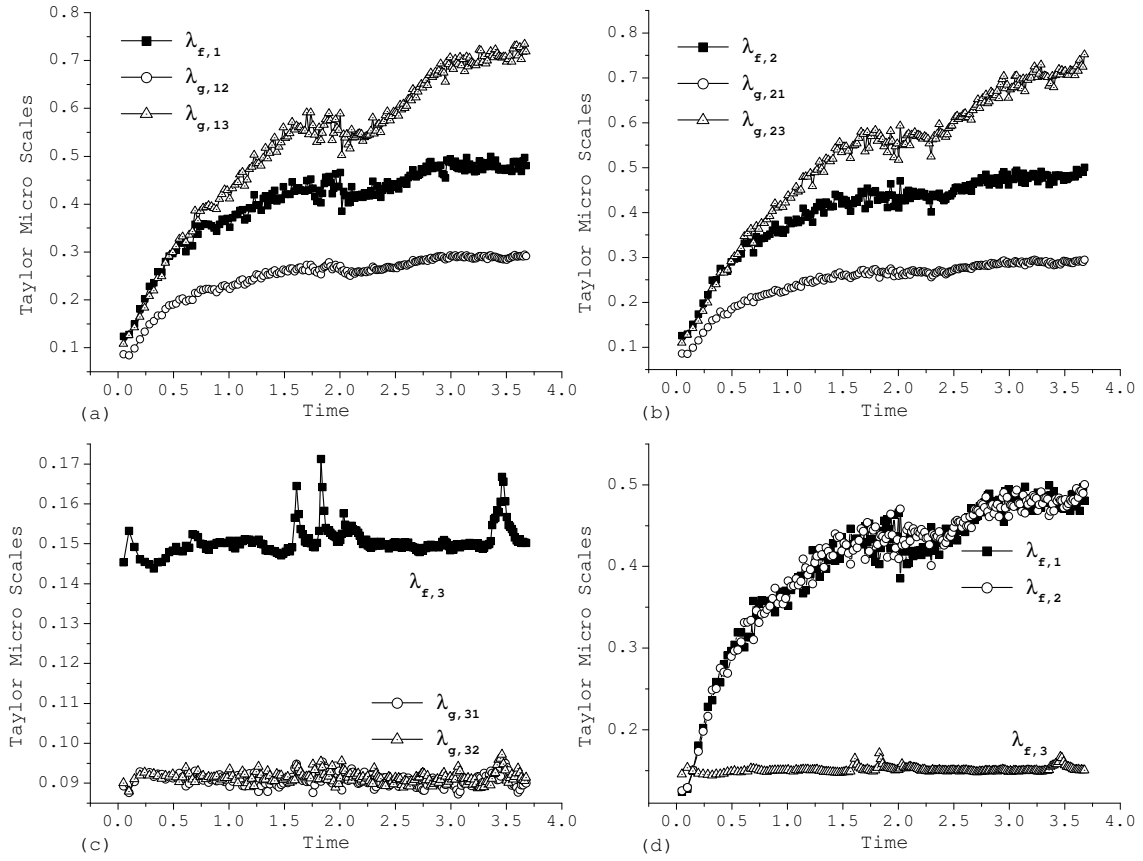 0.8
0.7
0.6
0.5
0.4
0.3
0.2
0.1
Taylor Micro Scales
λf,1
λg,12
λg,13
0.0 0.5 1.0 1.5 2.0 2.5 3.0 3.5 4.0
Time
(a)
0.8
0.7
0.6
0.5
0.4
0.3
0.2
0.1
Taylor Micro Scales
λf,2
λg,21
λg,23
0.0 0.5 1.0 1.5 2.0 2.5 3.0 3.5 4.0
Time
(b)
0.17
0.16
0.15
0.14
0.13
0.12
0.11
0.10
0.09
Taylor Micro Scales
λf,3
λg,31
λg,32
0.0 0.5 1.0 1.5 2.0 2.5 3.0 3.5 4.0
(c)
Time
0.5
0.4
0.3
0.2
Taylor Micro Scales
λf,1
λf,2
λf,3
0.0 0.5 1.0 1.5 2.0 2.5 3.0 3.5 4.0
(d)
Time